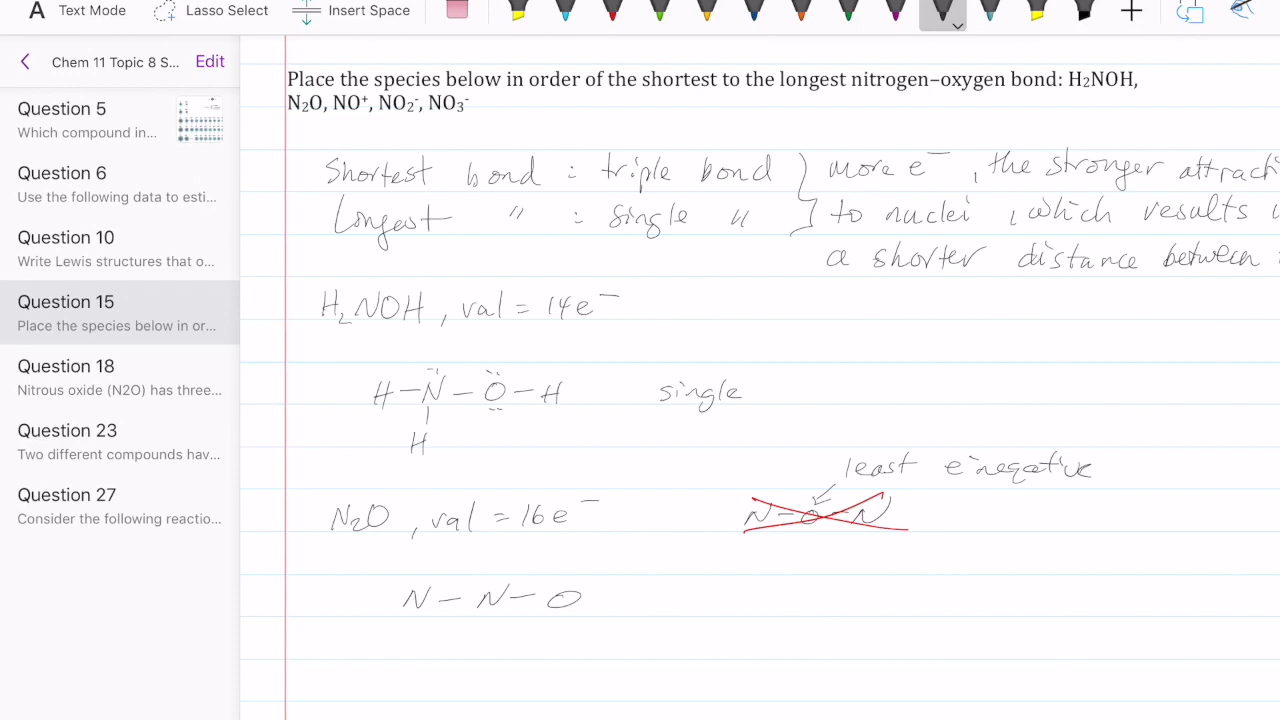 A Text Mode Lasso Select Insert Space
Chem 11 Topic 8 S... Edit
Question 5
Which compound in...
Question 6
Use the following data to esti...
Question 10
Write Lewis structures that o...
Question 15
Place the species below in or...
Question 18
Nitrous oxide (N2O) has three...
Question 23
Two different compounds hav...
Question 27
Consider the following reactio...
Place the species below in order of the shortest to the longest nitrogen–oxygen bond: H₂NOH,
N₂O, NO⁺, NO₂⁻, NO₃⁻
Shortest bond : triple bond } more e⁻, the stronger attracti
Longest " : single " } to nuclei, which results
a shorter distance between
H₂NOH, val = 14e⁻
H – N – O – H single
H
least e'negative
N₂O, val = 16e⁻ N – O – N
N – N – O